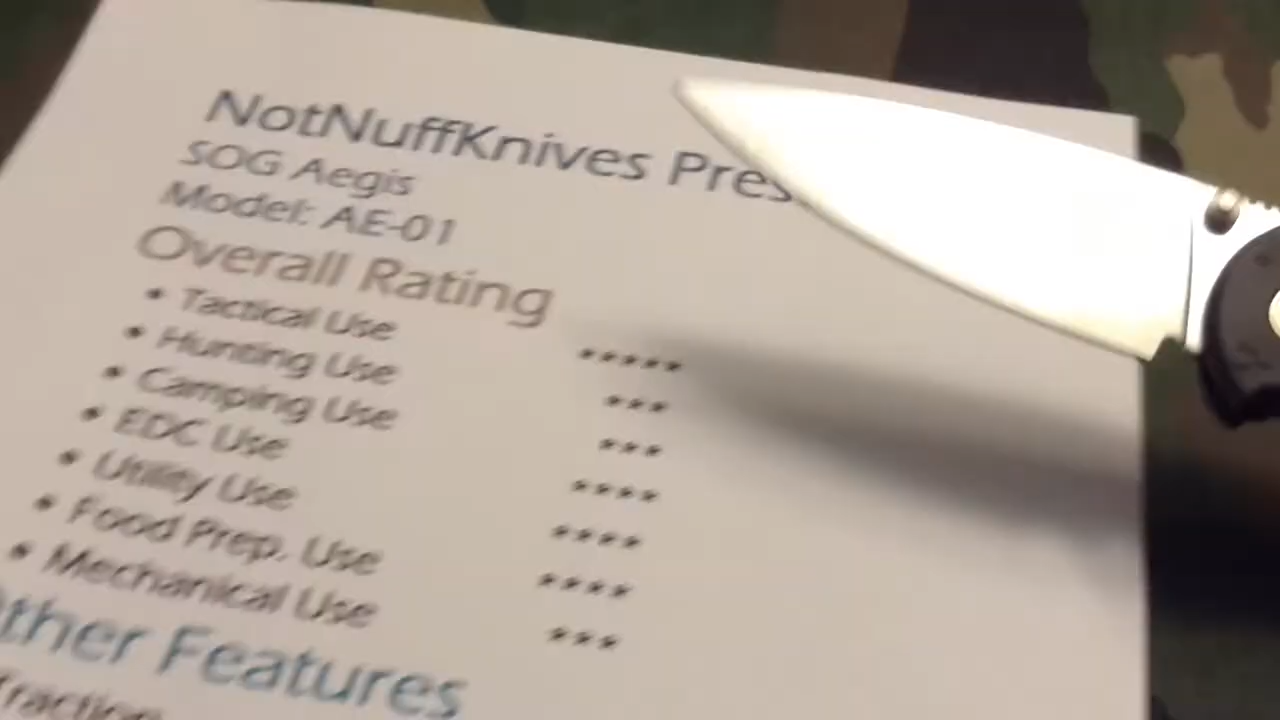 NotNuffKnives Pres
SOG Aegis
Model: AE-01
Overall Rating
• Tactical Use *****
• Hunting Use ***
• Camping Use ***
• EDC Use ****
• Utility Use ****
• Food Prep. Use ****
• Mechanical Use ***
ther Features